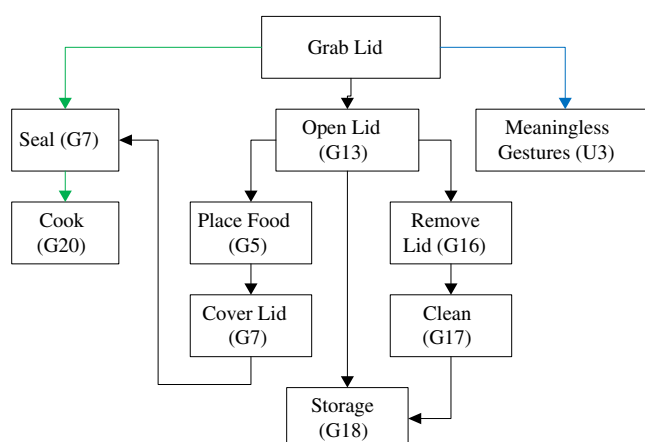 Grab Lid
Seal (G7)
Open Lid
(G13)
Meaningless
Gestures (U3)
Cook
(G20)
Place Food
(G5)
Remove
Lid (G16)
Cover Lid
(G7)
Clean
(G17)
Storage
(G18)